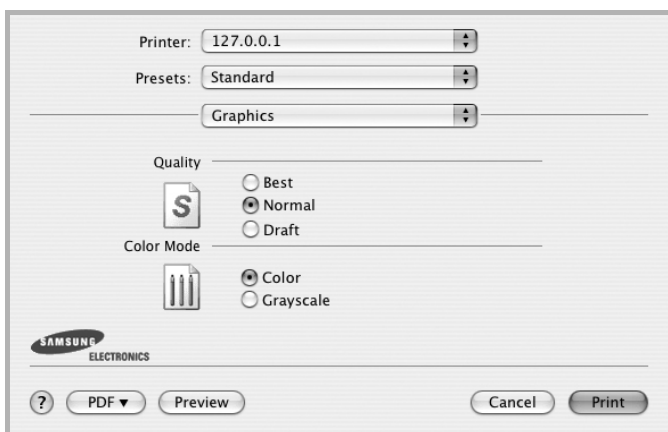 Printer: 127.0.0.1
Presets: Standard
Graphics
Quality
Best
S
Normal
Draft
Color Mode
Color
Grayscale
SAMSUNG
ELECTRONICS
? PDF▼ Preview Cancel Print